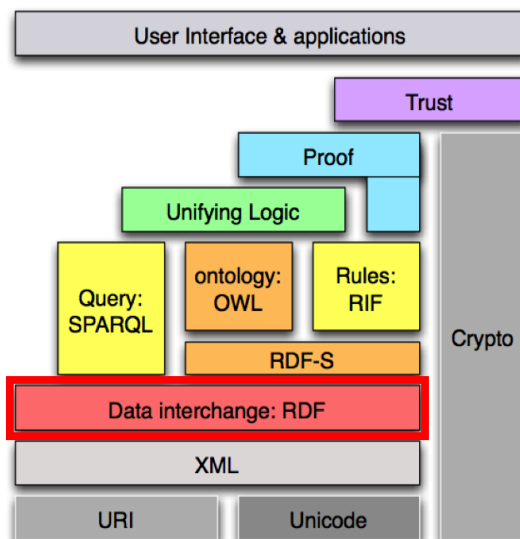 User Interface & applications
Trust
Proof
Unifying Logic
Query:
SPARQL
ontology:
OWL
Rules:
RIF
Crypto
RDF-S
Data interchange: RDF
XML
URI
Unicode